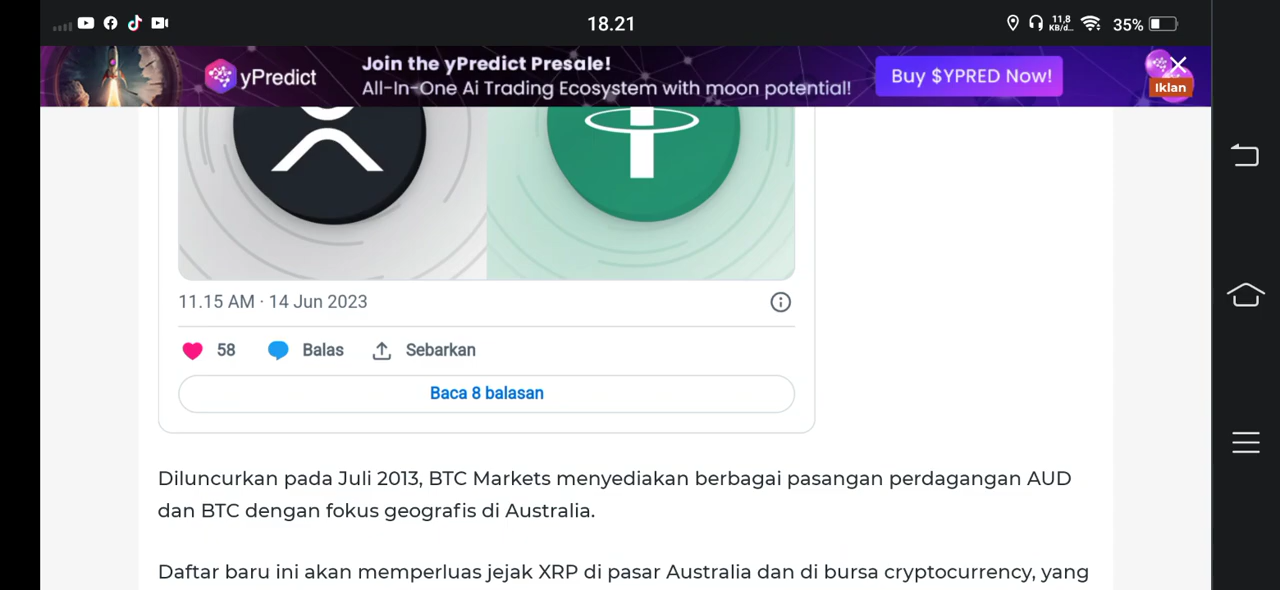 18.21
11,8
KB/d...
35%
yPredict
Join the yPredict Presale!
All-In-One Ai Trading Ecosystem with moon potential!
Buy $YPRED Now!
Iklan
11.15 AM · 14 Jun 2023
58 Balas Sebarkan
Baca 8 balasan
Diluncurkan pada Juli 2013, BTC Markets menyediakan berbagai pasangan perdagangan AUD
dan BTC dengan fokus geografis di Australia.
Daftar baru ini akan memperluas jejak XRP di pasar Australia dan di bursa cryptocurrency, yang